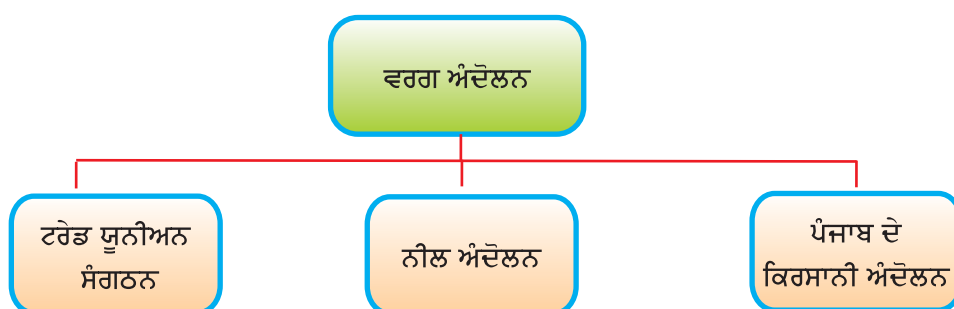 ਵਰਗ ਅੰਦੋਲਨ
ਟਰੇਡ ਯੂਨੀਅਨ
ਸੰਗਠਨ
ਨੀਲ ਅੰਦੋਲਨ
ਪੰਜਾਬ ਦੇ
ਕਿਰਸਾਨੀ ਅੰਦੋਲਨ